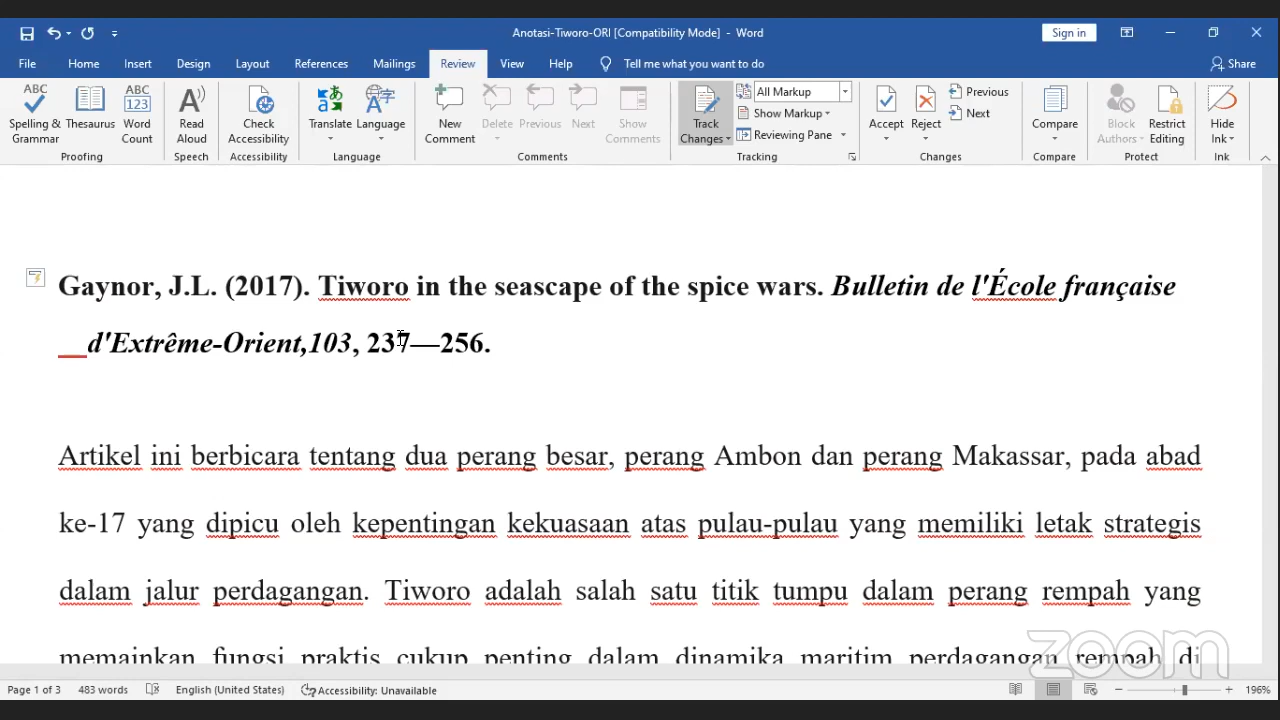 Anotasi-Tiworo-ORI [Compatibility Mode] - Word
Sign in
File Home Insert Design Layout References Mailings Review View Help Tell me what you want to do Share
ABC Spelling & Grammar
Thesaurus
ABC 123 Word Count
Proofing
Read Aloud
Speech
Check Accessibility
Accessibility
Translate
Language
Language
New Comment
Delete
Previous
Next
Show Comments
Comments
Track Changes
All Markup
Show Markup
Reviewing Pane
Tracking
Accept
Reject
Previous
Next
Changes
Compare
Compare
Block Authors
Restrict Editing
Protect
Hide Ink
Ink
Gaynor, J.L. (2017). Tiworo in the seascape of the spice wars. Bulletin de l'École française
d'Extrême-Orient,103, 237—256.
Artikel ini berbicara tentang dua perang besar, perang Ambon dan perang Makassar, pada abad
ke-17 yang dipicu oleh kepentingan kekuasaan atas pulau-pulau yang memiliki letak strategis
dalam jalur perdagangan. Tiworo adalah salah satu titik tumpu dalam perang rempah yang
memainkan fungsi praktis cukup penting dalam dinamika maritim perdagangan rempah di
zoom
Page 1 of 3 483 words English (United States) Accessibility: Unavailable 196%